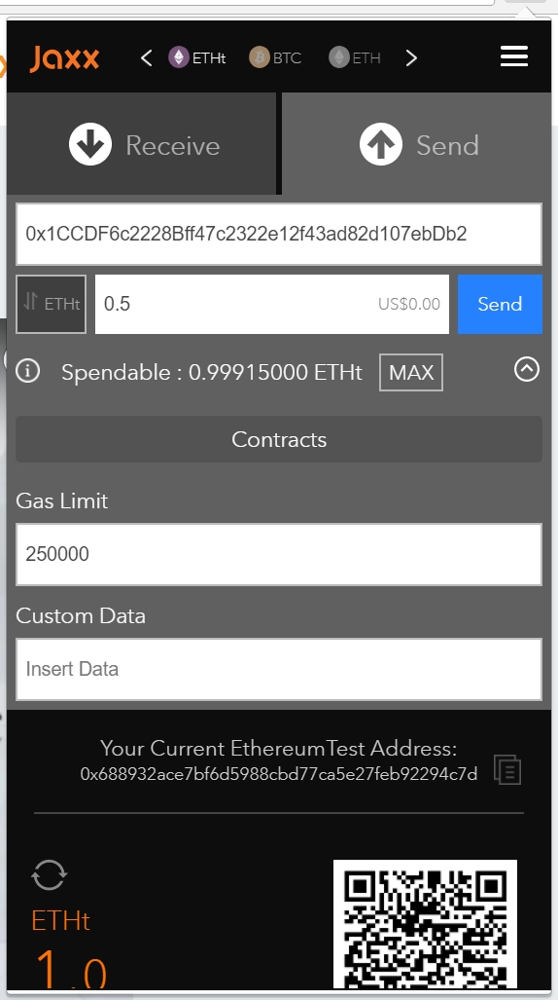 Jaxx
ETHt BTC ETH
Receive Send
0x1CCDF6c2228Bff47c2322e12f43ad82d107ebDb2
ETHt 0.5 US$0.00 Send
Spendable : 0.99915000 ETHt MAX
Contracts
Gas Limit
250000
Custom Data
Insert Data
Your Current EthereumTest Address:
0x688932ace7bf6d5988cbd77ca5e27feb92294c7d
ETHt
1.0